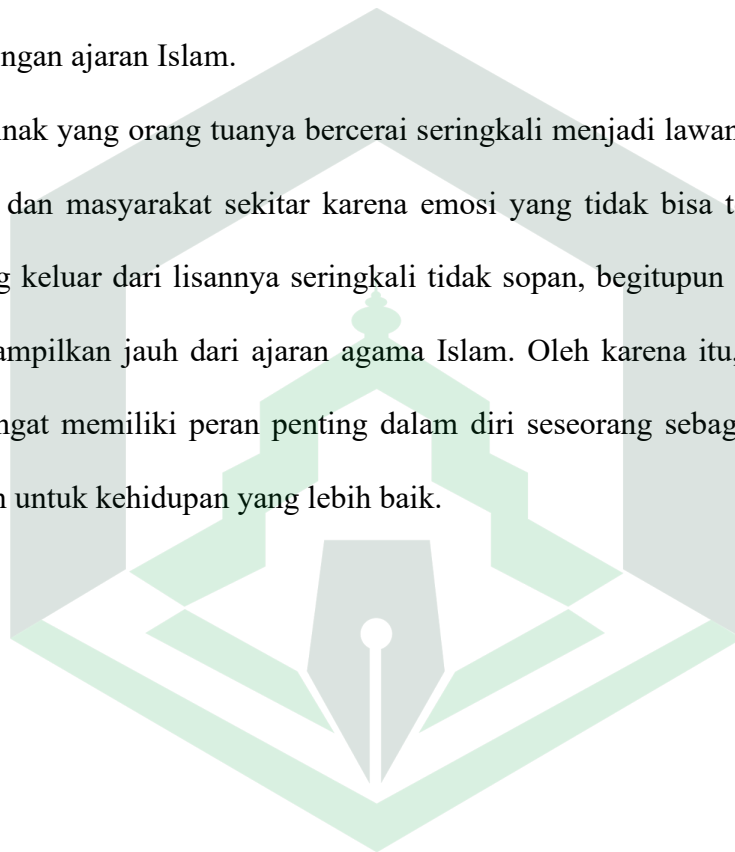 ngan ajaran Islam.
nak yang orang tuanya bercerai seringkali menjadi lawan
dan masyarakat sekitar karena emosi yang tidak bisa t
g keluar dari lisannya seringkali tidak sopan, begitupun
ampilkan jauh dari ajaran agama Islam. Oleh karena itu,
ngat memiliki peran penting dalam diri seseorang sebag
n untuk kehidupan yang lebih baik.